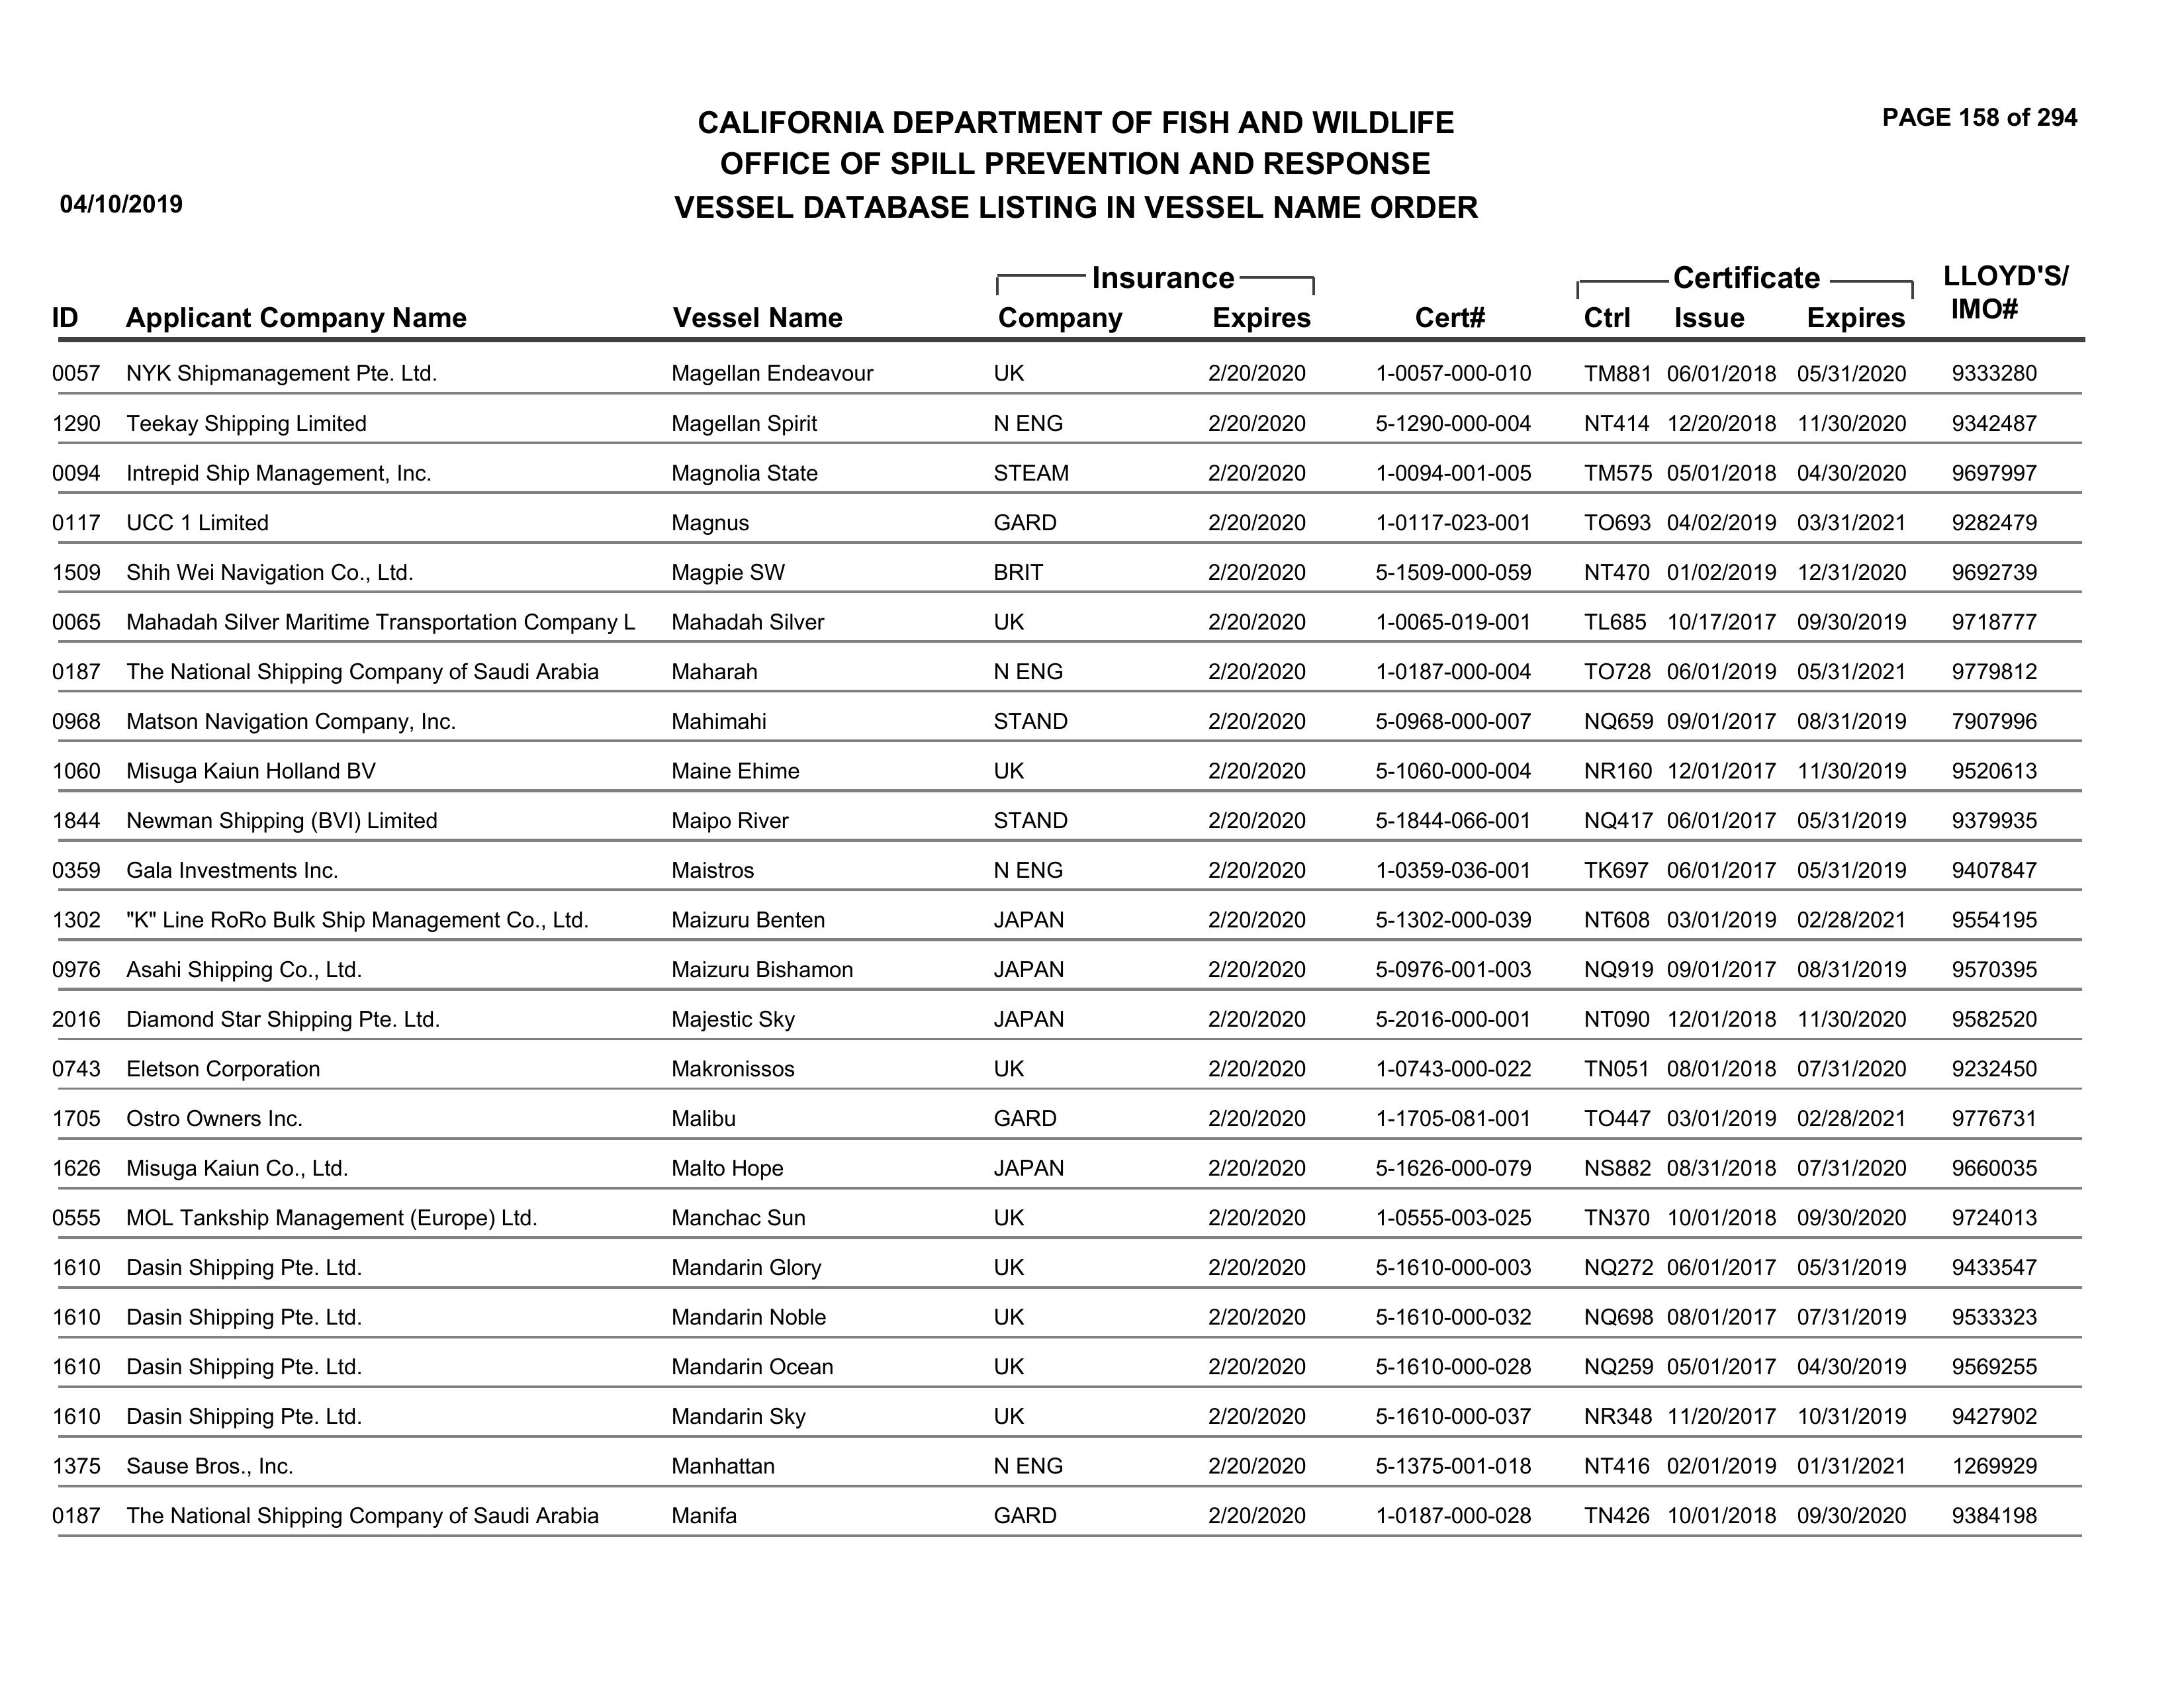 PAGE 158 of 294
CALIFORNIA DEPARTMENT OF FISH AND WILDLIFE
OFFICE OF SPILL PREVENTION AND RESPONSE
04/10/2019 VESSEL DATABASE LISTING IN VESSEL NAME ORDER
Insurance Certificate LLOYD'S/
ID Applicant Company Name Vessel Name Company Expires Cert# Ctrl Issue Expires IMO#
0057 NYK Shipmanagement Pte. Ltd. Magellan Endeavour UK 2/20/2020 1-0057-000-010 TM881 06/01/2018 05/31/2020 9333280
1290 Teekay Shipping Limited Magellan Spirit N ENG 2/20/2020 5-1290-000-004 NT414 12/20/2018 11/30/2020 9342487
0094 Intrepid Ship Management, Inc. Magnolia State STEAM 2/20/2020 1-0094-001-005 TM575 05/01/2018 04/30/2020 9697997
0117 UCC 1 Limited Magnus GARD 2/20/2020 1-0117-023-001 TO693 04/02/2019 03/31/2021 9282479
1509 Shih Wei Navigation Co., Ltd. Magpie SW BRIT 2/20/2020 5-1509-000-059 NT470 01/02/2019 12/31/2020 9692739
0065 Mahadah Silver Maritime Transportation Company L Mahadah Silver UK 2/20/2020 1-0065-019-001 TL685 10/17/2017 09/30/2019 9718777
0187 The National Shipping Company of Saudi Arabia Maharah N ENG 2/20/2020 1-0187-000-004 TO728 06/01/2019 05/31/2021 9779812
0968 Matson Navigation Company, Inc. Mahimahi STAND 2/20/2020 5-0968-000-007 NQ659 09/01/2017 08/31/2019 7907996
1060 Misuga Kaiun Holland BV Maine Ehime UK 2/20/2020 5-1060-000-004 NR160 12/01/2017 11/30/2019 9520613
1844 Newman Shipping (BVI) Limited Maipo River STAND 2/20/2020 5-1844-066-001 NQ417 06/01/2017 05/31/2019 9379935
0359 Gala Investments Inc. Maistros N ENG 2/20/2020 1-0359-036-001 TK697 06/01/2017 05/31/2019 9407847
1302 "K" Line RoRo Bulk Ship Management Co., Ltd. Maizuru Benten JAPAN 2/20/2020 5-1302-000-039 NT608 03/01/2019 02/28/2021 9554195
0976 Asahi Shipping Co., Ltd. Maizuru Bishamon JAPAN 2/20/2020 5-0976-001-003 NQ919 09/01/2017 08/31/2019 9570395
2016 Diamond Star Shipping Pte. Ltd. Majestic Sky JAPAN 2/20/2020 5-2016-000-001 NT090 12/01/2018 11/30/2020 9582520
0743 Eletson Corporation Makronissos UK 2/20/2020 1-0743-000-022 TN051 08/01/2018 07/31/2020 9232450
1705 Ostro Owners Inc. Malibu GARD 2/20/2020 1-1705-081-001 TO447 03/01/2019 02/28/2021 9776731
1626 Misuga Kaiun Co., Ltd. Malto Hope JAPAN 2/20/2020 5-1626-000-079 NS882 08/31/2018 07/31/2020 9660035
0555 MOL Tankship Management (Europe) Ltd. Manchac Sun UK 2/20/2020 1-0555-003-025 TN370 10/01/2018 09/30/2020 9724013
1610 Dasin Shipping Pte. Ltd. Mandarin Glory UK 2/20/2020 5-1610-000-003 NQ272 06/01/2017 05/31/2019 9433547
1610 Dasin Shipping Pte. Ltd. Mandarin Noble UK 2/20/2020 5-1610-000-032 NQ698 08/01/2017 07/31/2019 9533323
1610 Dasin Shipping Pte. Ltd. Mandarin Ocean UK 2/20/2020 5-1610-000-028 NQ259 05/01/2017 04/30/2019 9569255
1610 Dasin Shipping Pte. Ltd. Mandarin Sky UK 2/20/2020 5-1610-000-037 NR348 11/20/2017 10/31/2019 9427902
1375 Sause Bros., Inc. Manhattan N ENG 2/20/2020 5-1375-001-018 NT416 02/01/2019 01/31/2021 1269929
0187 The National Shipping Company of Saudi Arabia Manifa GARD 2/20/2020 1-0187-000-028 TN426 10/01/2018 09/30/2020 9384198